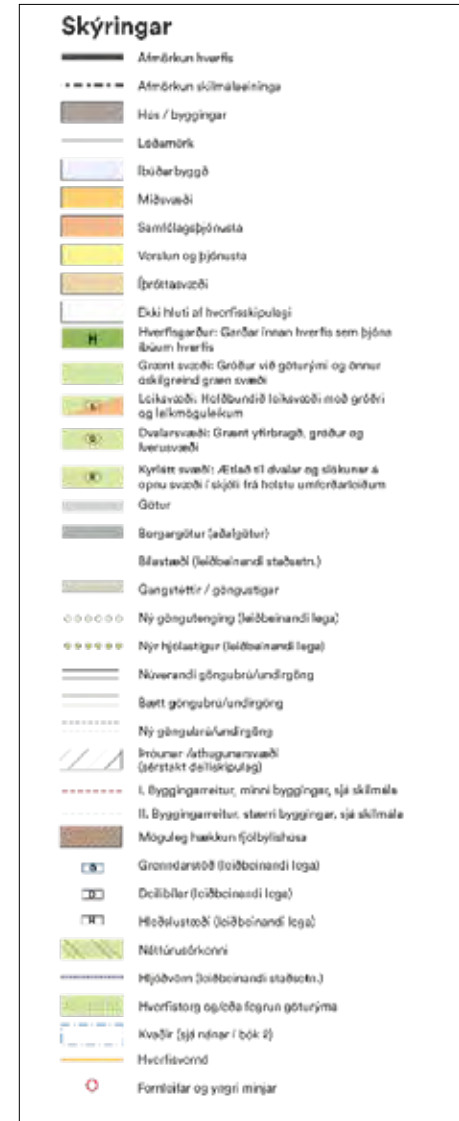 Skýringar
Afmörkun hverfis
Afmörkun skilmálaeininga
Hús / byggingar
Lóðamörk
Íbúðarbyggð
Miðsvæði
Samfélagsþjónusta
Verslun og þjónusta
Íþróttasvæði
Ekki hluti af hverfisskipulagi
H
Hverfisgarður: Garðar innan hverfis sem þjóna
íbúum hverfis
Grænt svæði: Gróður við göturými og önnur
óskilgreind græn svæði
Leiksvæði: Hefðbundið leiksvæði með gróðri
og leikmöguleikum
Dvalarsvæði: Grænt yfirbragð, gróður og
íverusvæði
Kyrlátt svæði: Ætlað til dvalar og slökunar á
opnu svæði í skjóli frá helstu umferðarleiðum
Götur
Borgargötur (aðalgötur)
Bílastæði (leiðbeinandi staðsetn.)
Gangstéttir / göngustígar
Ný göngutenging (leiðbeinandi lega)
Nýr hjólastígur (leiðbeinandi lega)
Núverandi göngubrú/undirgöng
Bætt göngubrú/undirgöng
Ný göngubrú/undirgöng
Þróunar-/athugunarsvæði
(sérstakt deiliskipulag)
I. Byggingarreitur, minni byggingar, sjá skilmála
II. Byggingarreitur, stærri byggingar, sjá skilmála
Möguleg hækkun fjölbýlishúsa
Grenndarstöð (leiðbeinandi lega)
D
Deilibílar (leiðbeinandi lega)
H
Hleðslustæði (leiðbeinandi lega)
Náttúrusérkenni
Hljóðvörn (leiðbeinandi staðsetn.)
Hverfistorg og/eða fegrun göturýma
Kvaðir (sjá nánar í bók 2)
Hverfisvernd
Fornleifar og yngri minjar